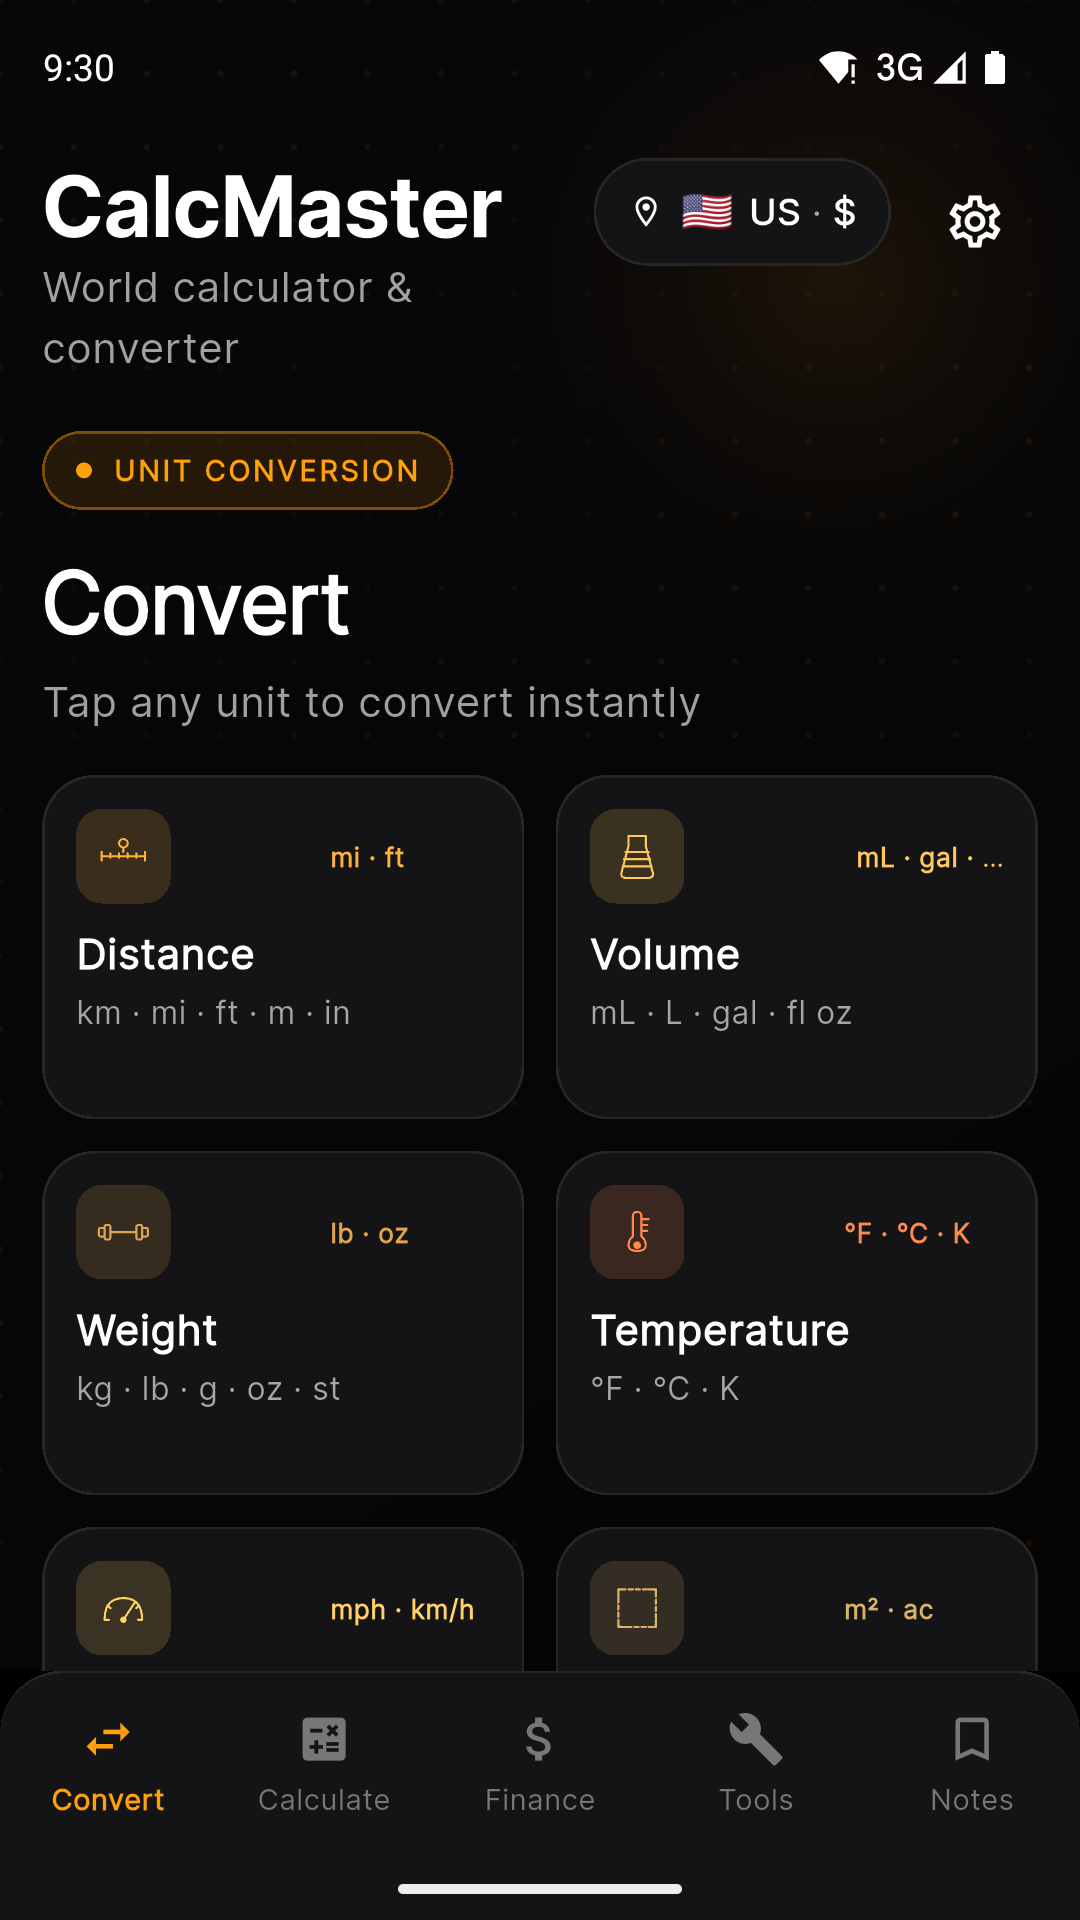 9:30
3G
CalcMaster
World calculator &
converter
US · $
UNIT CONVERSION
Convert
Tap any unit to convert instantly
mi · ft
Distance
km · mi · ft · m · in
mL · gal · ...
Volume
mL · L · gal · fl oz
lb · oz
Weight
kg · lb · g · oz · st
°F · °C · K
Temperature
°F · °C · K
mph · km/h
m² · ac
Convert
Calculate
Finance
Tools
Notes